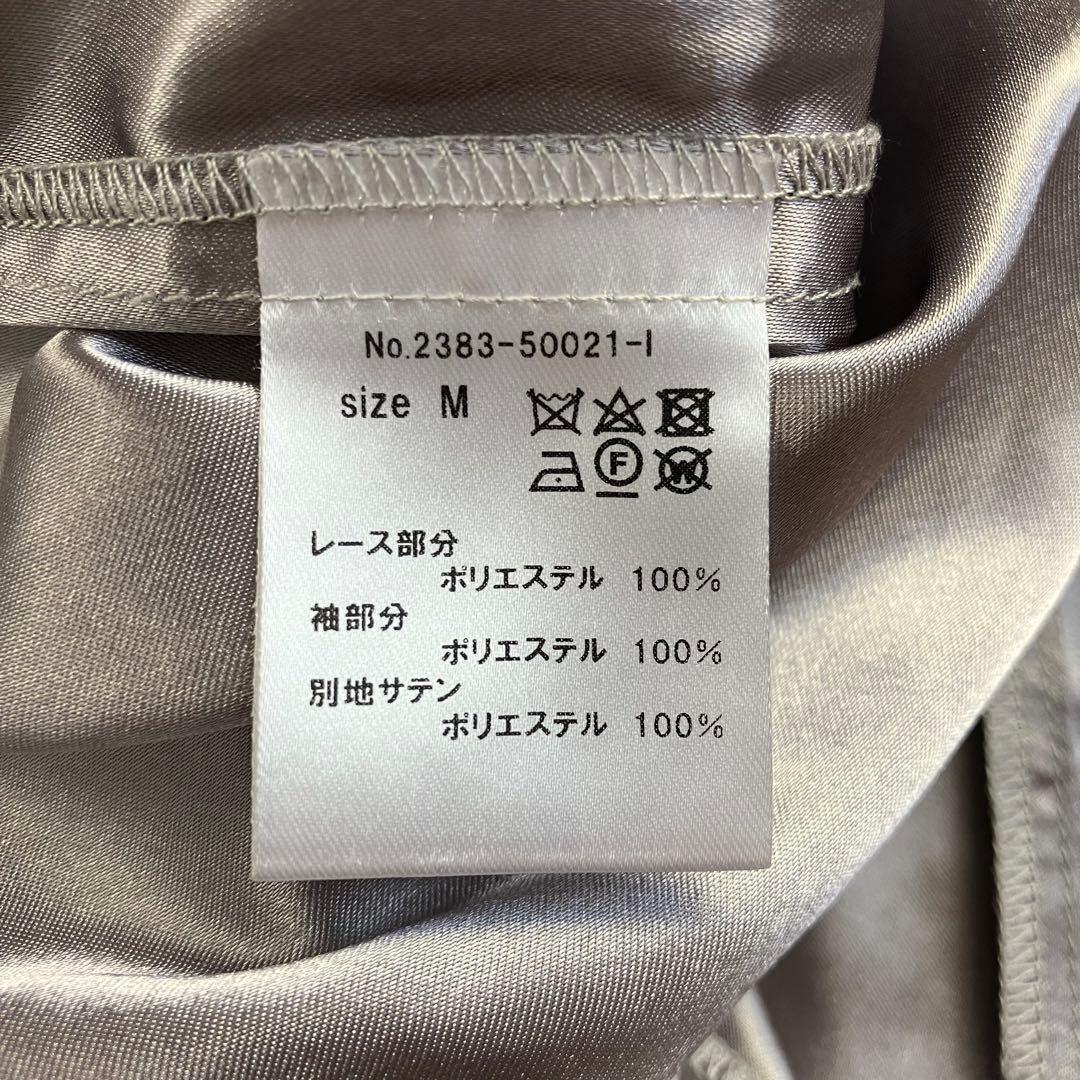 No.2383-50021-I
size M
F W
レース部分
ポリエステル 100%
袖部分
ポリエステル 100%
別地サテン
ポリエステル 100%